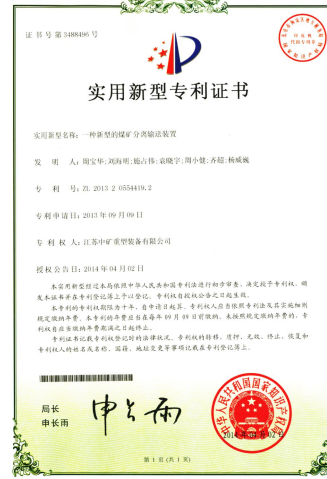 证书号第3488496号
实用新型专利证书
实用新型名称：一种新型的煤矿分离输送装置
发明人：周宝华;刘海明;施占伟;袁晓宇;周小健;齐超;杨威巍
专利号：ZL 2013 2 0554419.2
专利申请日：2013年09月09日
专利权人：江苏中矿重型装备有限公司
授权公告日：2014年04月02日
本实用新型经过本局依照中华人民共和国专利法进行初步审查，决定授予专利权，颁
发本证书并在专利登记簿上予以登记。专利权自授权公告之日起生效。
本专利的专利权期限为十年，自申请日起算。专利权人应当依照专利法及其实施细则
规定缴纳年费。本专利的年费应当在每年09月09日前缴纳。未按照规定缴纳年费的，专
利权自应当缴纳年费期满之日起终止。
专利证书记载专利权登记时的法律状况。专利权的转移、质押、无效、终止、恢复和
专利权人的姓名或名称、国籍、地址变更等事项记载在专利登记簿上。
局长
申长雨
申长雨
中华人民共和国国家知识产权局
2014年04月02日
第1页（共1页）